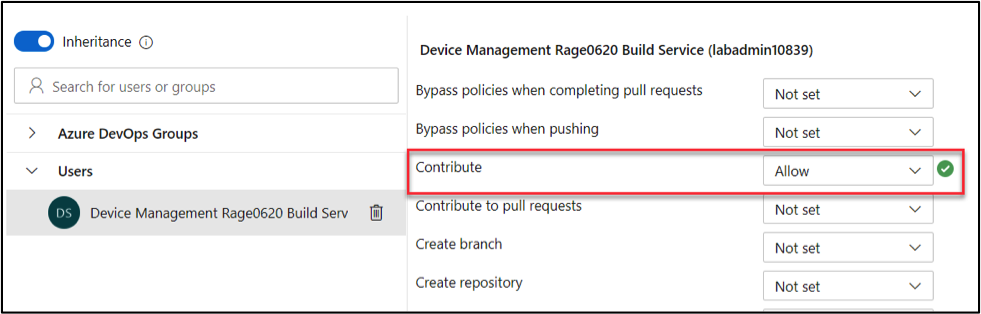 Inheritance
Search for users or groups
Azure DevOps Groups
Users
DS
Device Management Rage0620 Build Serv
Device Management Rage0620 Build Service (labadmin10839)
Bypass policies when completing pull requests
Not set
Bypass policies when pushing
Not set
Contribute
Allow
Contribute to pull requests
Not set
Create branch
Not set
Create repository
Not set